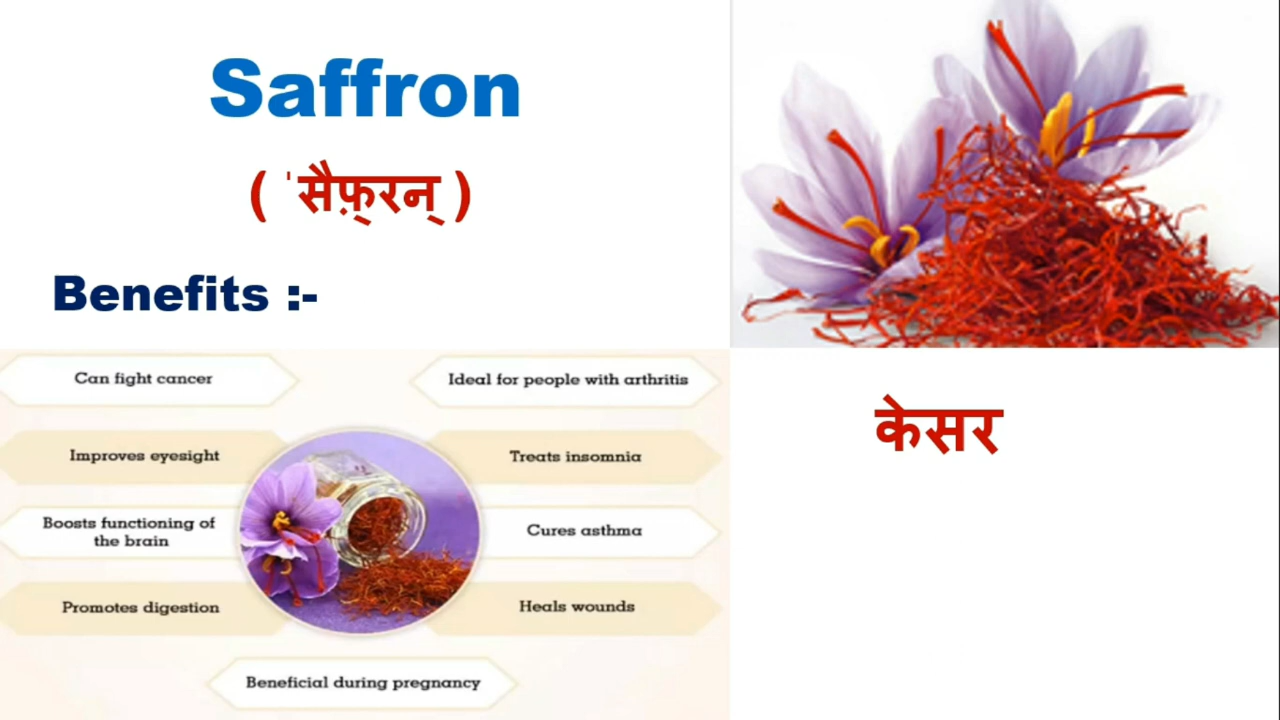 Saffron
( ˈसैफ़्रन् )
Benefits :-
Can fight cancer
Ideal for people with arthritis
केसर
Improves eyesight
Treats insomnia
Boosts functioning of
the brain
Cures asthma
Promotes digestion
Heals wounds
Beneficial during pregnancy